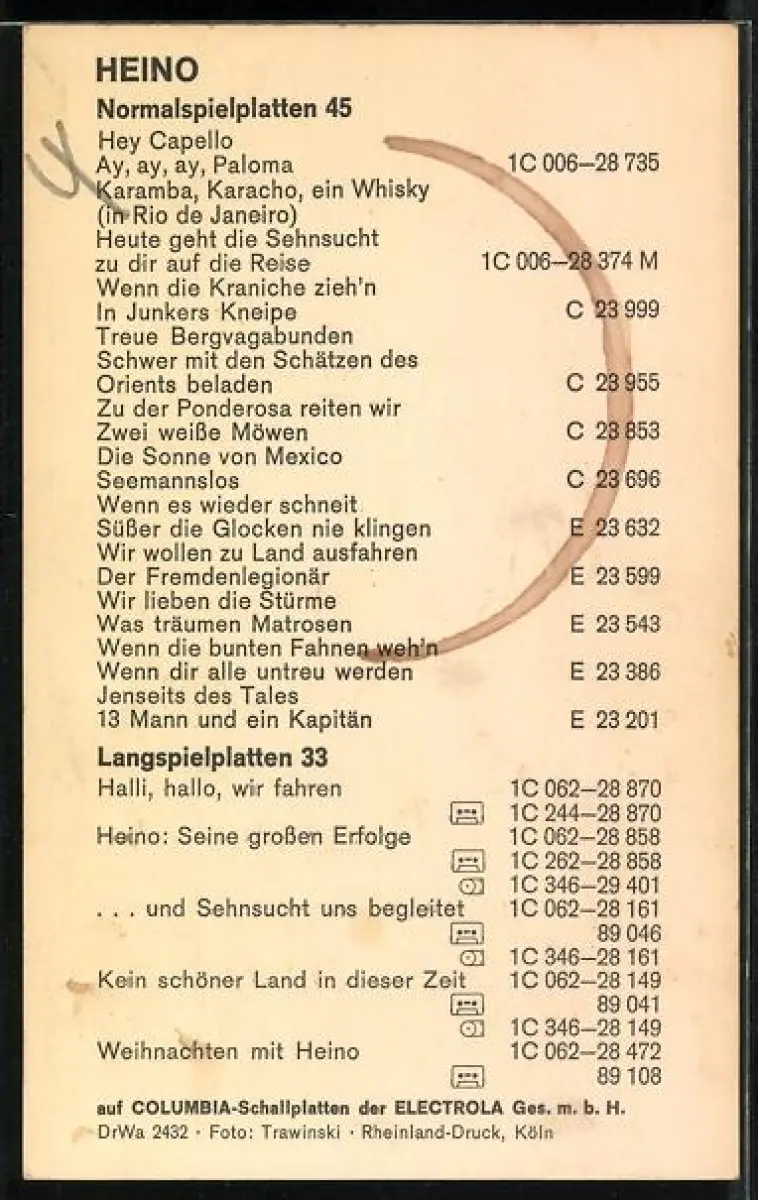 HEINO
Normalspielplatten 45
Hey Capello
Ay, ay, ay, Paloma 1C 006–28 735
Karamba, Karacho, ein Whisky
(in Rio de Janeiro)
Heute geht die Sehnsucht
zu dir auf die Reise 1C 006–28 374 M
Wenn die Kraniche zieh'n
In Junkers Kneipe C 23 999
Treue Bergvagabunden
Schwer mit den Schätzen des
Orients beladen C 23 955
Zu der Ponderosa reiten wir
Zwei weiße Möwen C 23 853
Die Sonne von Mexico
Seemannslos C 23 696
Wenn es wieder schneit
Süßer die Glocken nie klingen E 23 632
Wir wollen zu Land ausfahren
Der Fremdenlegionär E 23 599
Wir lieben die Stürme
Was träumen Matrosen E 23 543
Wenn die bunten Fahnen weh'n
Wenn dir alle untreu werden E 23 386
Jenseits des Tales
13 Mann und ein Kapitän E 23 201
Langspielplatten 33
Halli, hallo, wir fahren 1C 062–28 870
1C 244–28 870
Heino: Seine großen Erfolge 1C 062–28 858
1C 262–28 858
1C 346–29 401
. . . und Sehnsucht uns begleitet 1C 062–28 161
89 046
1C 346–28 161
Kein schöner Land in dieser Zeit 1C 062–28 149
89 041
1C 346–28 149
Weihnachten mit Heino 1C 062–28 472
89 108
auf COLUMBIA-Schallplatten der ELECTROLA Ges. m. b. H.
DrWa 2432 · Foto: Trawinski · Rheinland-Druck, Köln